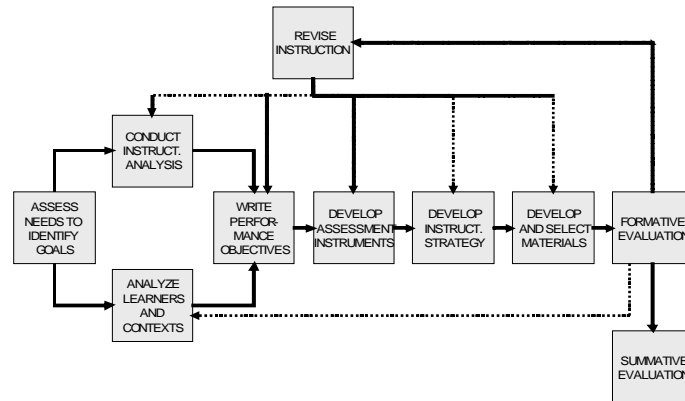 REVISE
INSTRUCTION
CONDUCT
INSTRUCT.
ANALYSIS
ASSESS
NEEDS TO
IDENTIFY
GOALS
WRITE
PERFOR-
MANCE
OBJECTIVES
DEVELOP
ASSESSMENT
INSTRUMENTS
DEVELOP
INSTRUCT.
STRATEGY
DEVELOP
AND SELECT
MATERIALS
FORMATIVE
EVALUATION
ANALYZE
LEARNERS
AND
CONTEXTS
SUMMATIVE
EVALUATION